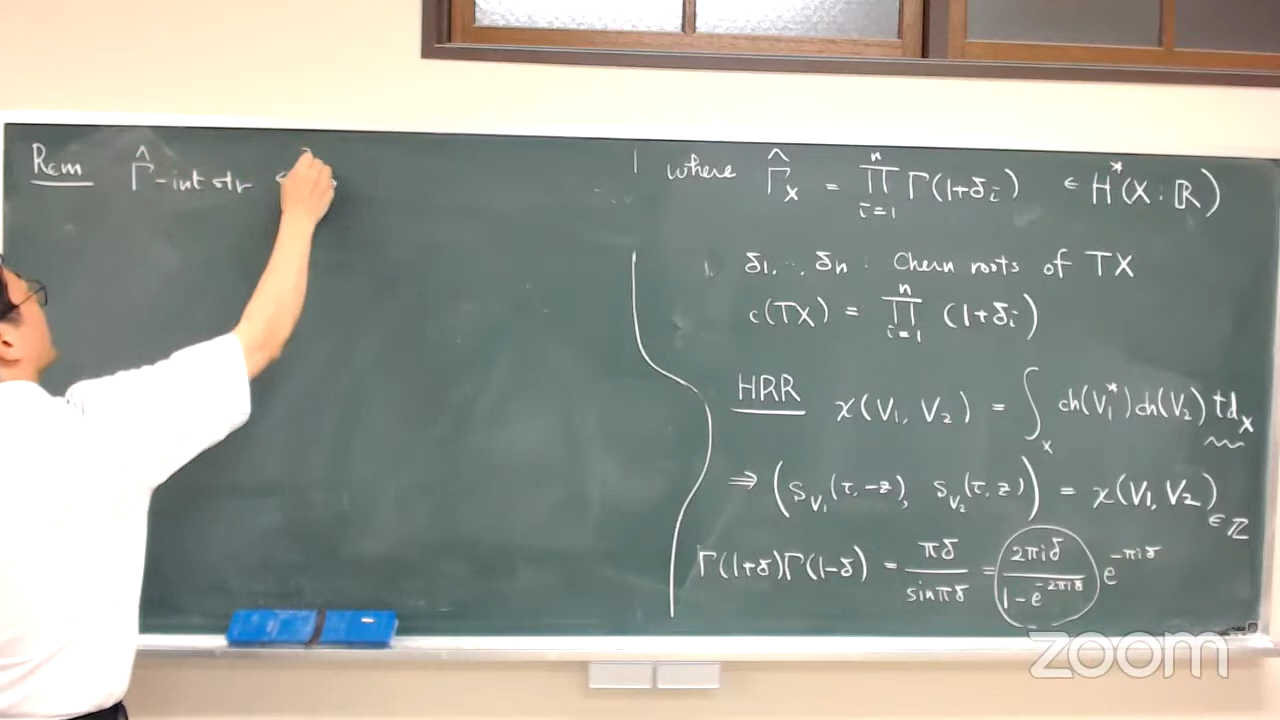 Rem Γ̂-int str
where Γ̂_X = ∏_{i=1}^{n} Γ(1+δ_i) ∈ H^*(X:ℝ)
δ_1, .., δ_n : Chern roots of TX
c(TX) = ∏_{i=1}^{n} (1+δ_i)
HRR χ(V_1, V_2) = ∫_X ch(V_1^*) ch(V_2) td_X
⇒ (S_{V_1}(τ,-z), S_{V_2}(τ,z)) = χ(V_1, V_2) ∈ ℤ
Γ(1+δ)Γ(1-δ) = πδ/sinπδ = 2πiδ/(1-e^{-2πiδ}) e^{-πiδ}
zoom